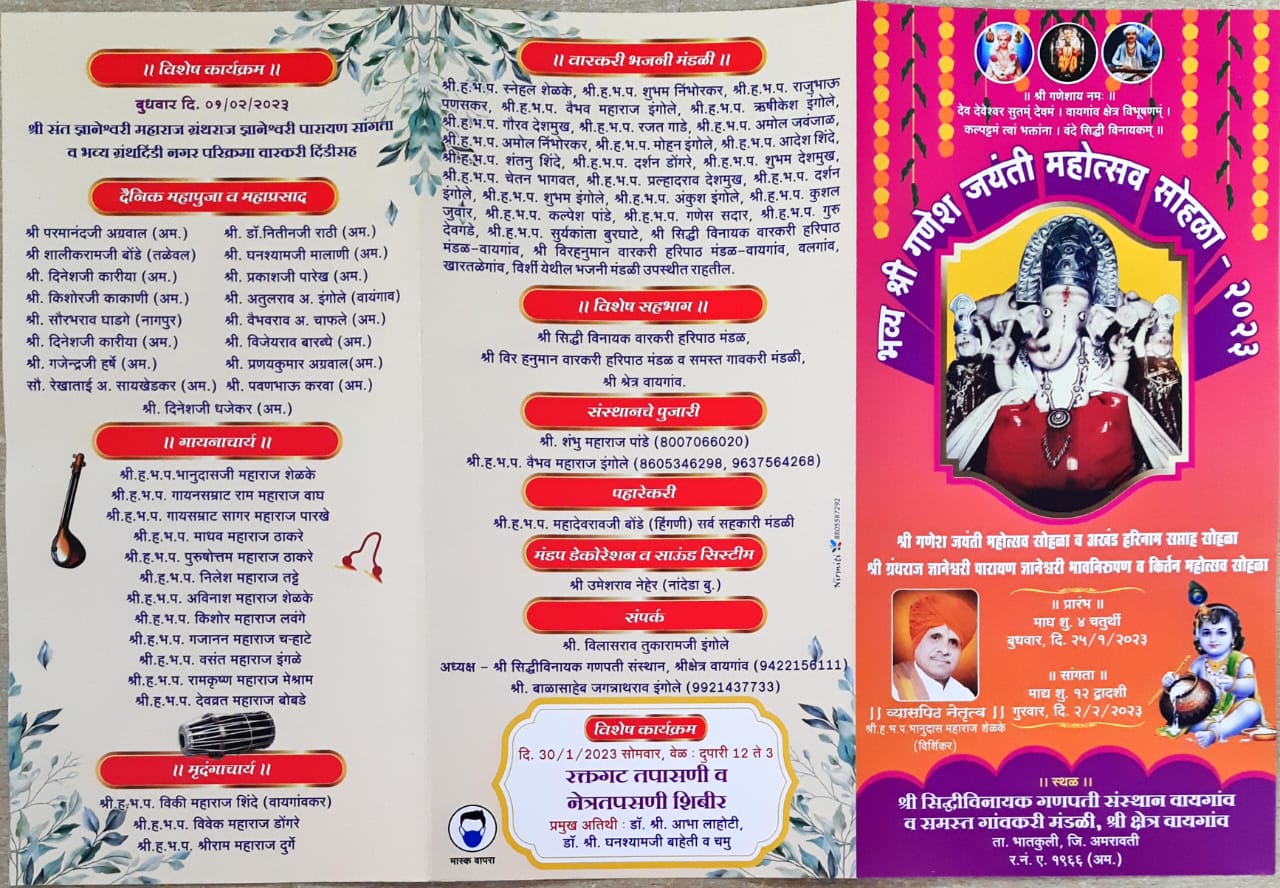 ॥ विशेष कार्यक्रम ॥
बुधवार दि. ०१/०२/२०२३
श्री संत ज्ञानेश्वरी महाराज ग्रंथराज ज्ञानेश्वरी पारायण सांगता
व भव्य ग्रंथदिंडी नगर परिक्रमा वारकरी दिंडीसह
दैनिक महापुजा व महाप्रसाद
श्री परमानंदजी अग्रवाल (अम.)
श्री शालीकरामजी बोंडे (तळेवल)
श्री. दिनेशजी कारीया (अम.)
श्री. किशोरजी काकाणी (अम.)
श्री. सौरभराव घाडगे (नागपुर)
श्री. दिनेशजी कारीया (अम.)
श्री. गजेन्द्रजी हर्षे (अम.)
सौ. रेखाताई अ. सायखेडकर (अम.)
श्री. डॉ.नितीनजी राठी (अम.)
श्री. घनश्यामजी मालाणी (अम.)
श्री. प्रकाशजी पारेख (अम.)
श्री. अतुलराव अ. इंगोले (वायंगाव)
श्री. वैभवराव अ. चाफले (अम.)
श्री. विजेयराव बारब्धे (अम.)
श्री. प्रणयकुमार अग्रवाल(अम.)
श्री. पवणभाऊ करवा (अम.)
श्री. दिनेशजी धजेकर (अम.)
॥ गायनाचार्य ॥
श्री.ह.भ.प.भानुदासजी महाराज शेळके
श्री.ह.भ.प. गायनसम्राट राम महाराज वाघ
श्री.ह.भ.प. गायसम्राट सागर महाराज पारखे
श्री.ह.भ.प. माधव महाराज ठाकरे
श्री.ह.भ.प. पुरुषोत्तम महाराज ठाकरे
श्री.ह.भ.प. निलेश महाराज तट्टे
श्री.ह.भ.प. अविनाश महाराज शेळके
श्री.ह.भ.प. किशोर महाराज लवंगे
श्री.ह.भ.प. गजानन महाराज चऱ्हाटे
श्री.ह.भ.प. वसंत महाराज इंगळे
श्री.ह.भ.प. रामकृष्ण महाराज मेश्राम
श्री.ह.भ.प. देवव्रत महाराज बोबडे
॥ मृदंगाचार्य ॥
श्री.ह.भ.प. विकी महाराज शिंदे (वायगांवकर)
श्री.ह.भ.प. विवेक महाराज डोंगरे
श्री.ह.भ.प. श्रीराम महाराज दुर्गे
॥ वारकरी भजनी मंडळी ॥
श्री.ह.भ.प. स्नेहल शेळके, श्री.ह.भ.प. शुभम निंभोरकर, श्री.ह.भ.प. राजुभाऊ
पणसकर, श्री.ह.भ.प. वैभव महाराज इंगोले, श्री.ह.भ.प. ऋषीकेश इंगोले,
श्री.ह.भ.प. गौरव देशमुख, श्री.ह.भ.प. रजत गाडे, श्री.ह.भ.प. अमोल जवंजाळ,
श्री.ह.भ.प. अमोल निंभोरकर, श्री.ह.भ.प. मोहन इंगोले, श्री.ह.भ.प. आदेश शिंदे,
श्री.ह.भ.प. शंतनु शिंदे, श्री.ह.भ.प. दर्शन डोंगरे, श्री.ह.भ.प. शुभम देशमुख,
श्री.ह.भ.प. चेतन भागवत, श्री.ह.भ.प. प्रल्हादराव देशमुख, श्री.ह.भ.प. दर्शन
इंगोले, श्री.ह.भ.प. शुभम इंगोले, श्री.ह.भ.प. अंकुश इंगोले, श्री.ह.भ.प. कुशल
जुवार, श्री.ह.भ.प. कल्पेश पांडे, श्री.ह.भ.प. गणेस सदार, श्री.ह.भ.प. गुरु
देवगडे, श्री.ह.भ.प. सुर्यकांता बुरघाटे, श्री सिद्धी विनायक वारकरी हरिपाठ
मंडळ-वायगांव, श्री विरहनुमान वारकरी हरिपाठ मंडळ-वायगांव, वलगांव,
खारतळेगांव, विर्शी येथील भजनी मंडळी उपस्थीत राहतील.
॥ विशेष सहभाग ॥
श्री सिद्धी विनायक वारकरी हरिपाठ मंडळ,
श्री विर हनुमान वारकरी हरिपाठ मंडळ व समस्त गावकरी मंडळी,
श्री श्रेत्र वायगांव.
संस्थानचे पुजारी
श्री. शंभु महाराज पांडे (8007066020)
श्री.ह.भ.प. वैभव महाराज इंगोले (8605346298, 9637564268)
पहारेकरी
श्री.ह.भ.प. महादेवरावजी बोंडे (हिंगणी) सर्व सहकारी मंडळी
मंडप डेकोरेशन व साऊंड सिस्टीम
श्री उमेशराव नेहेर (नांदेडा बु.)
संपर्क
श्री. विलासराव तुकारामजी इंगोले
अध्यक्ष – श्री सिद्धीविनायक गणपती संस्थान, श्रीक्षेत्र वायगांव (9422156111)
श्री. बाळासाहेब जगन्नाथराव इंगोले (9921437733)
विशेष कार्यक्रम
दि. 30/1/2023 सोमवार, वेळ : दुपारी 12 ते 3
रक्तगट तपासणी व
नेत्रतपसणी शिबीर
प्रमुख अतिथी : डॉ. श्री. आभा लाहोटी,
डॉ. श्री. घनश्यामजी बाहेती व चमु
मास्क वापरा
Nirmiti 8805587292
॥ श्री गणेशाय नमः ॥
देव देवेश्वर सुतम् देवमं । वायगांव क्षेत्र विभूषणमं ।
कल्पद्दमं त्वां भक्तांना । वंदे सिद्धी विनायकम् ॥
भव्य श्री गणेश जयंती महोत्सव सोहळा - २०२३
श्री गणेश जयंती महोत्सव सोहळा व अखंड हरिनाम सप्ताह सोहळा
श्री ग्रंथराज ज्ञानेश्वरी पारायण ज्ञानेश्वरी भावनिरुपण व किर्तन महोत्सव सोहळा
॥ प्रारंभ ॥
माघ शु. ४ चतुर्थी
बुधवार, दि. २५/१/२०२३
॥ सांगता ॥
माद्य शु. १२ द्वादशी
गुरवार, दि. २/२/२०२३
॥ व्यासपिठ नेतृत्व ॥
श्री.ह.भ.प.भानुदास महाराज शेळके
(विर्शिकर)
॥ स्थळ ॥
श्री सिद्धीविनायक गणपती संस्थान वायगांव
व समस्त गांवकरी मंडळी, श्री क्षेत्र वायगांव
ता. भातकुली, जि. अमरावती
र.नं. ए. १९६६ (अम.)